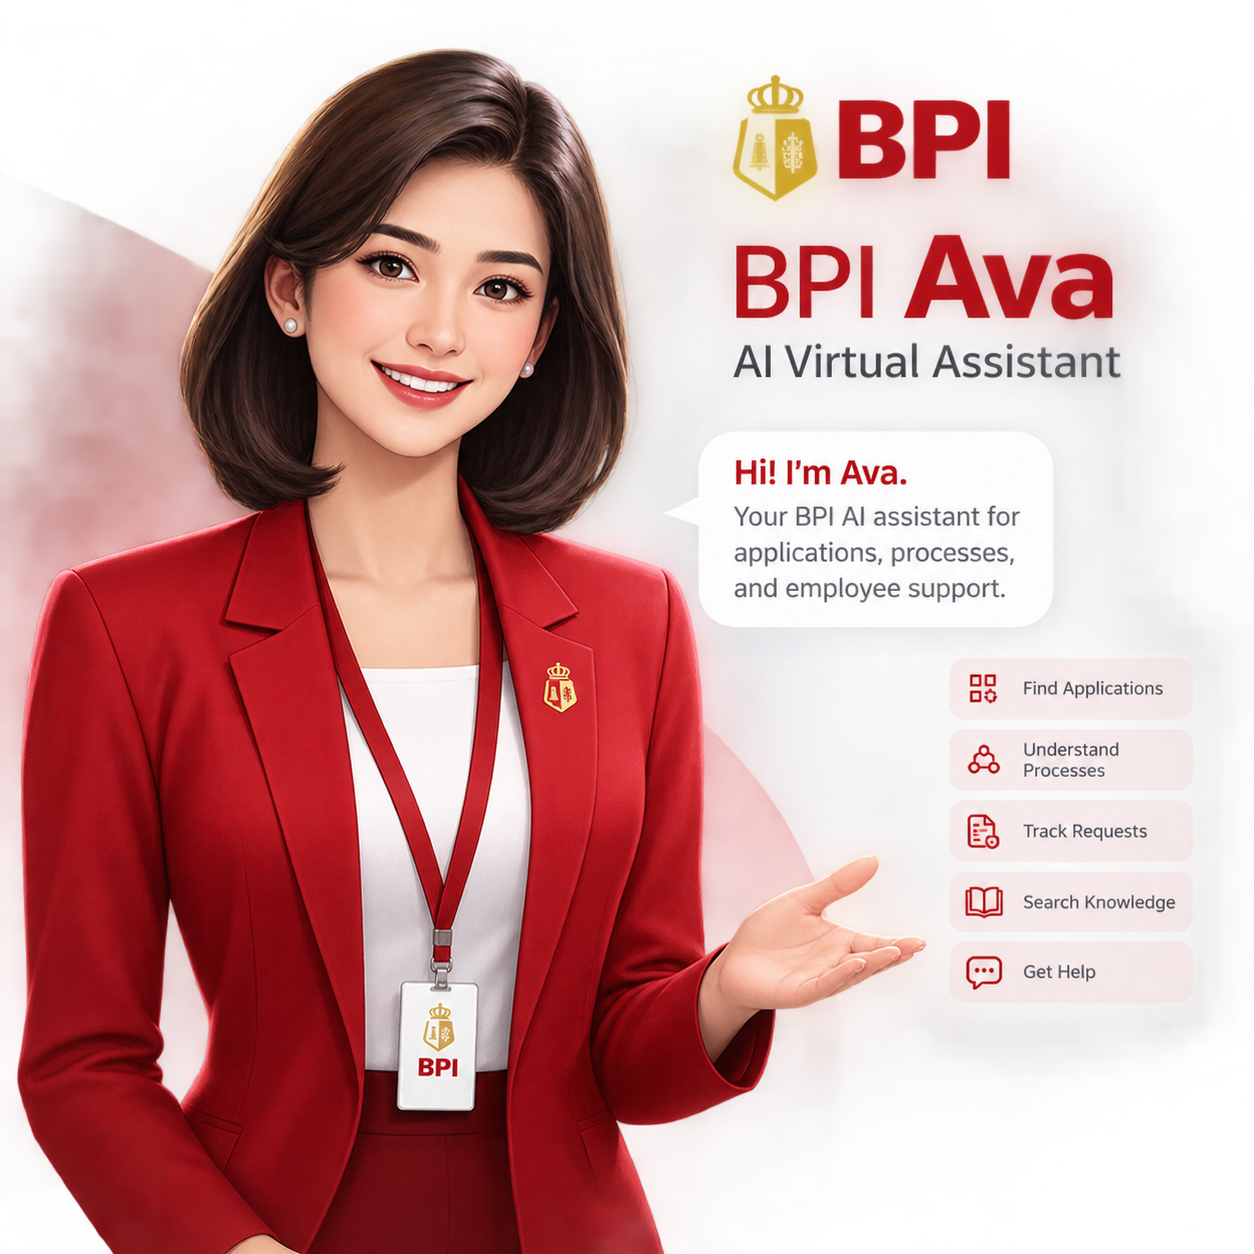 BPI
BPI Ava
AI Virtual Assistant
Hi! I'm Ava.
Your BPI AI assistant for
applications, processes,
and employee support.
Find Applications
Understand
Processes
Track Requests
Search Knowledge
Get Help
BPI